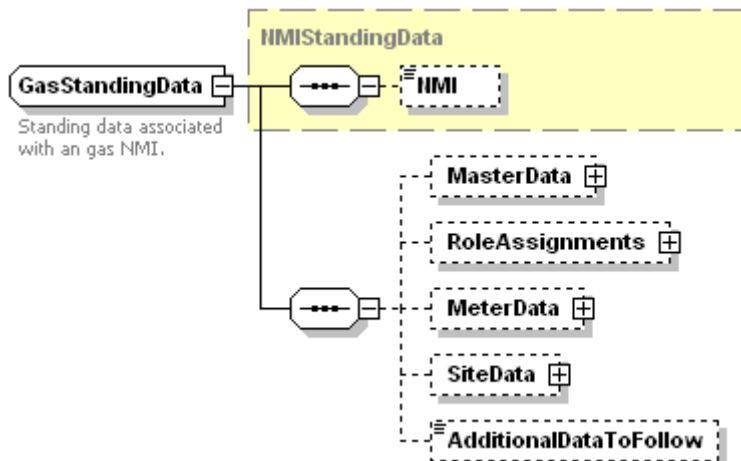 NMIStandingData
GasStandingData
NMI
Standing data associated
with an gas NMI.
MasterData
RoleAssignments
MeterData
SiteData
AdditionalDataToFollow